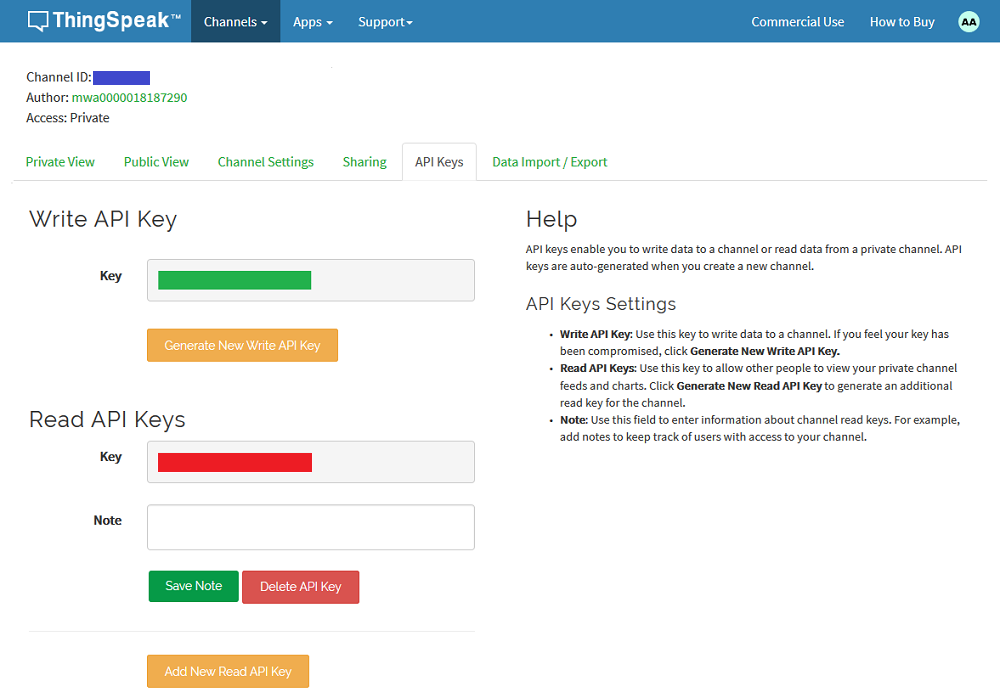 ThingSpeak™ Channels Apps Support Commercial Use How to Buy AA
Channel ID:
Author: mwa0000018187290
Access: Private
Private View Public View Channel Settings Sharing API Keys Data Import / Export
Write API Key
Key
Generate New Write API Key
Read API Keys
Key
Note
Save Note Delete API Key
Add New Read API Key
Help
API keys enable you to write data to a channel or read data from a private channel. API
keys are auto-generated when you create a new channel.
API Keys Settings
• Write API Key: Use this key to write data to a channel. If you feel your key has
been compromised, click Generate New Write API Key.
• Read API Keys: Use this key to allow other people to view your private channel
feeds and charts. Click Generate New Read API Key to generate an additional
read key for the channel.
• Note: Use this field to enter information about channel read keys. For example,
add notes to keep track of users with access to your channel.